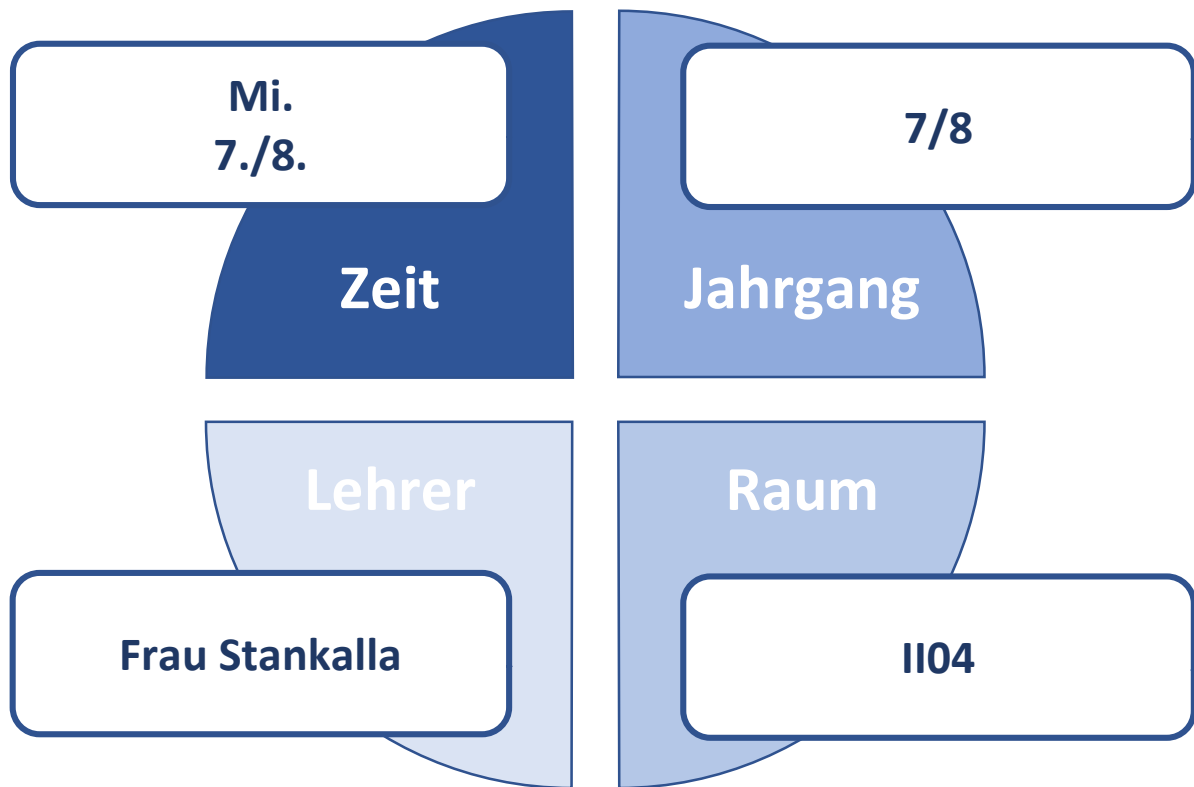 Mi.
7./8.
Zeit
7/8
Jahrgang
Lehrer
Frau Stankalla
Raum
II04